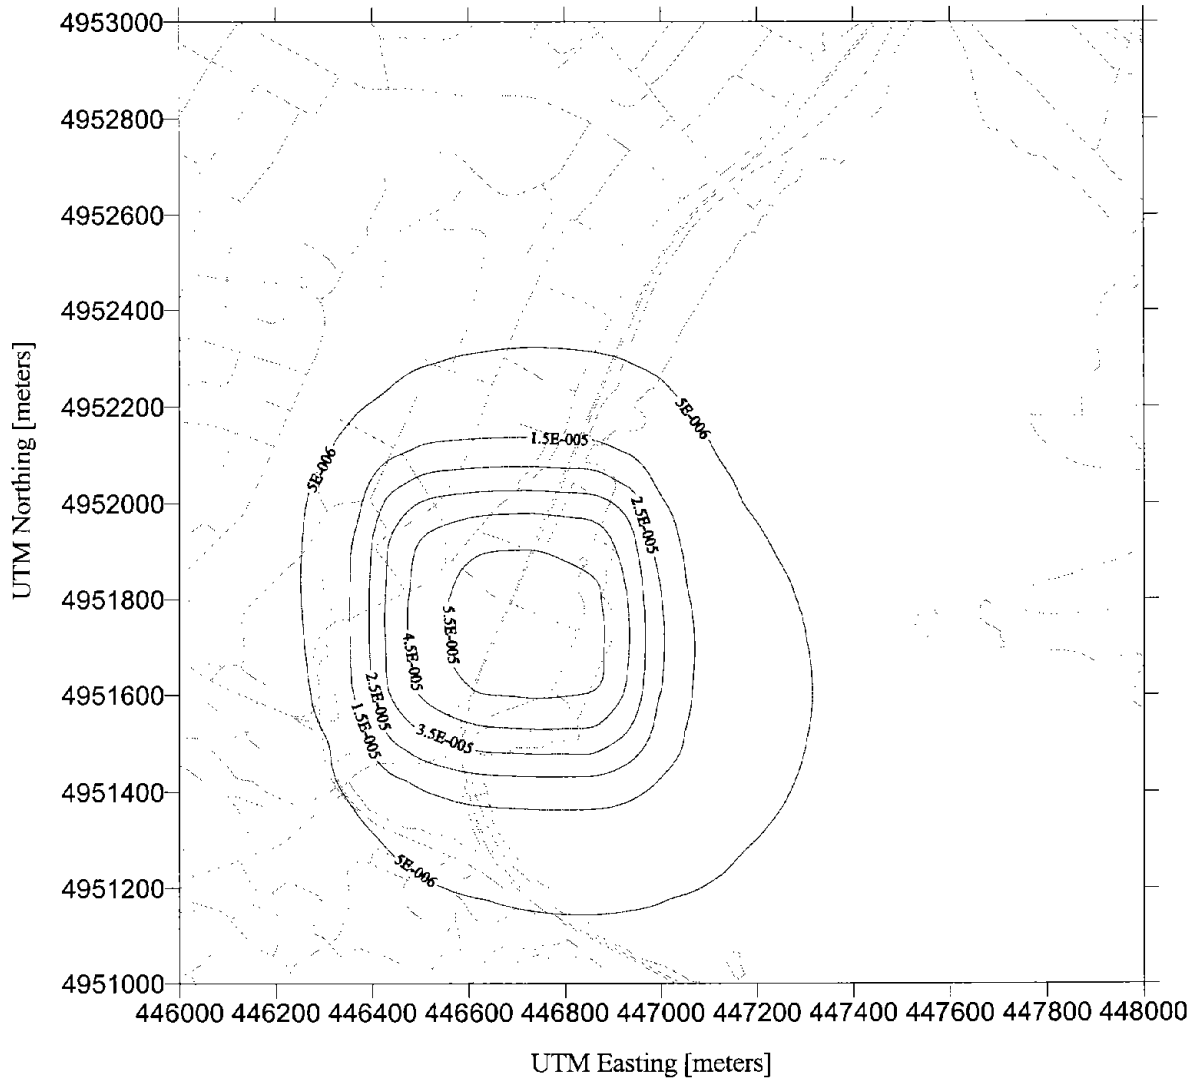 4953000
4952800
4952600
4952400
4952200
4952000
4951800
4951600
4951400
4951200
4951000
UTM Northing [meters]
5E-006
5E-006
1.5E-005
2.5E-005
5.5E-005
4.5E-005
2.5E-005
1.5E-005
3.5E-005
5E-006
446000 446200 446400 446600 446800 447000 447200 447400 447600 447800 448000
UTM Easting [meters]